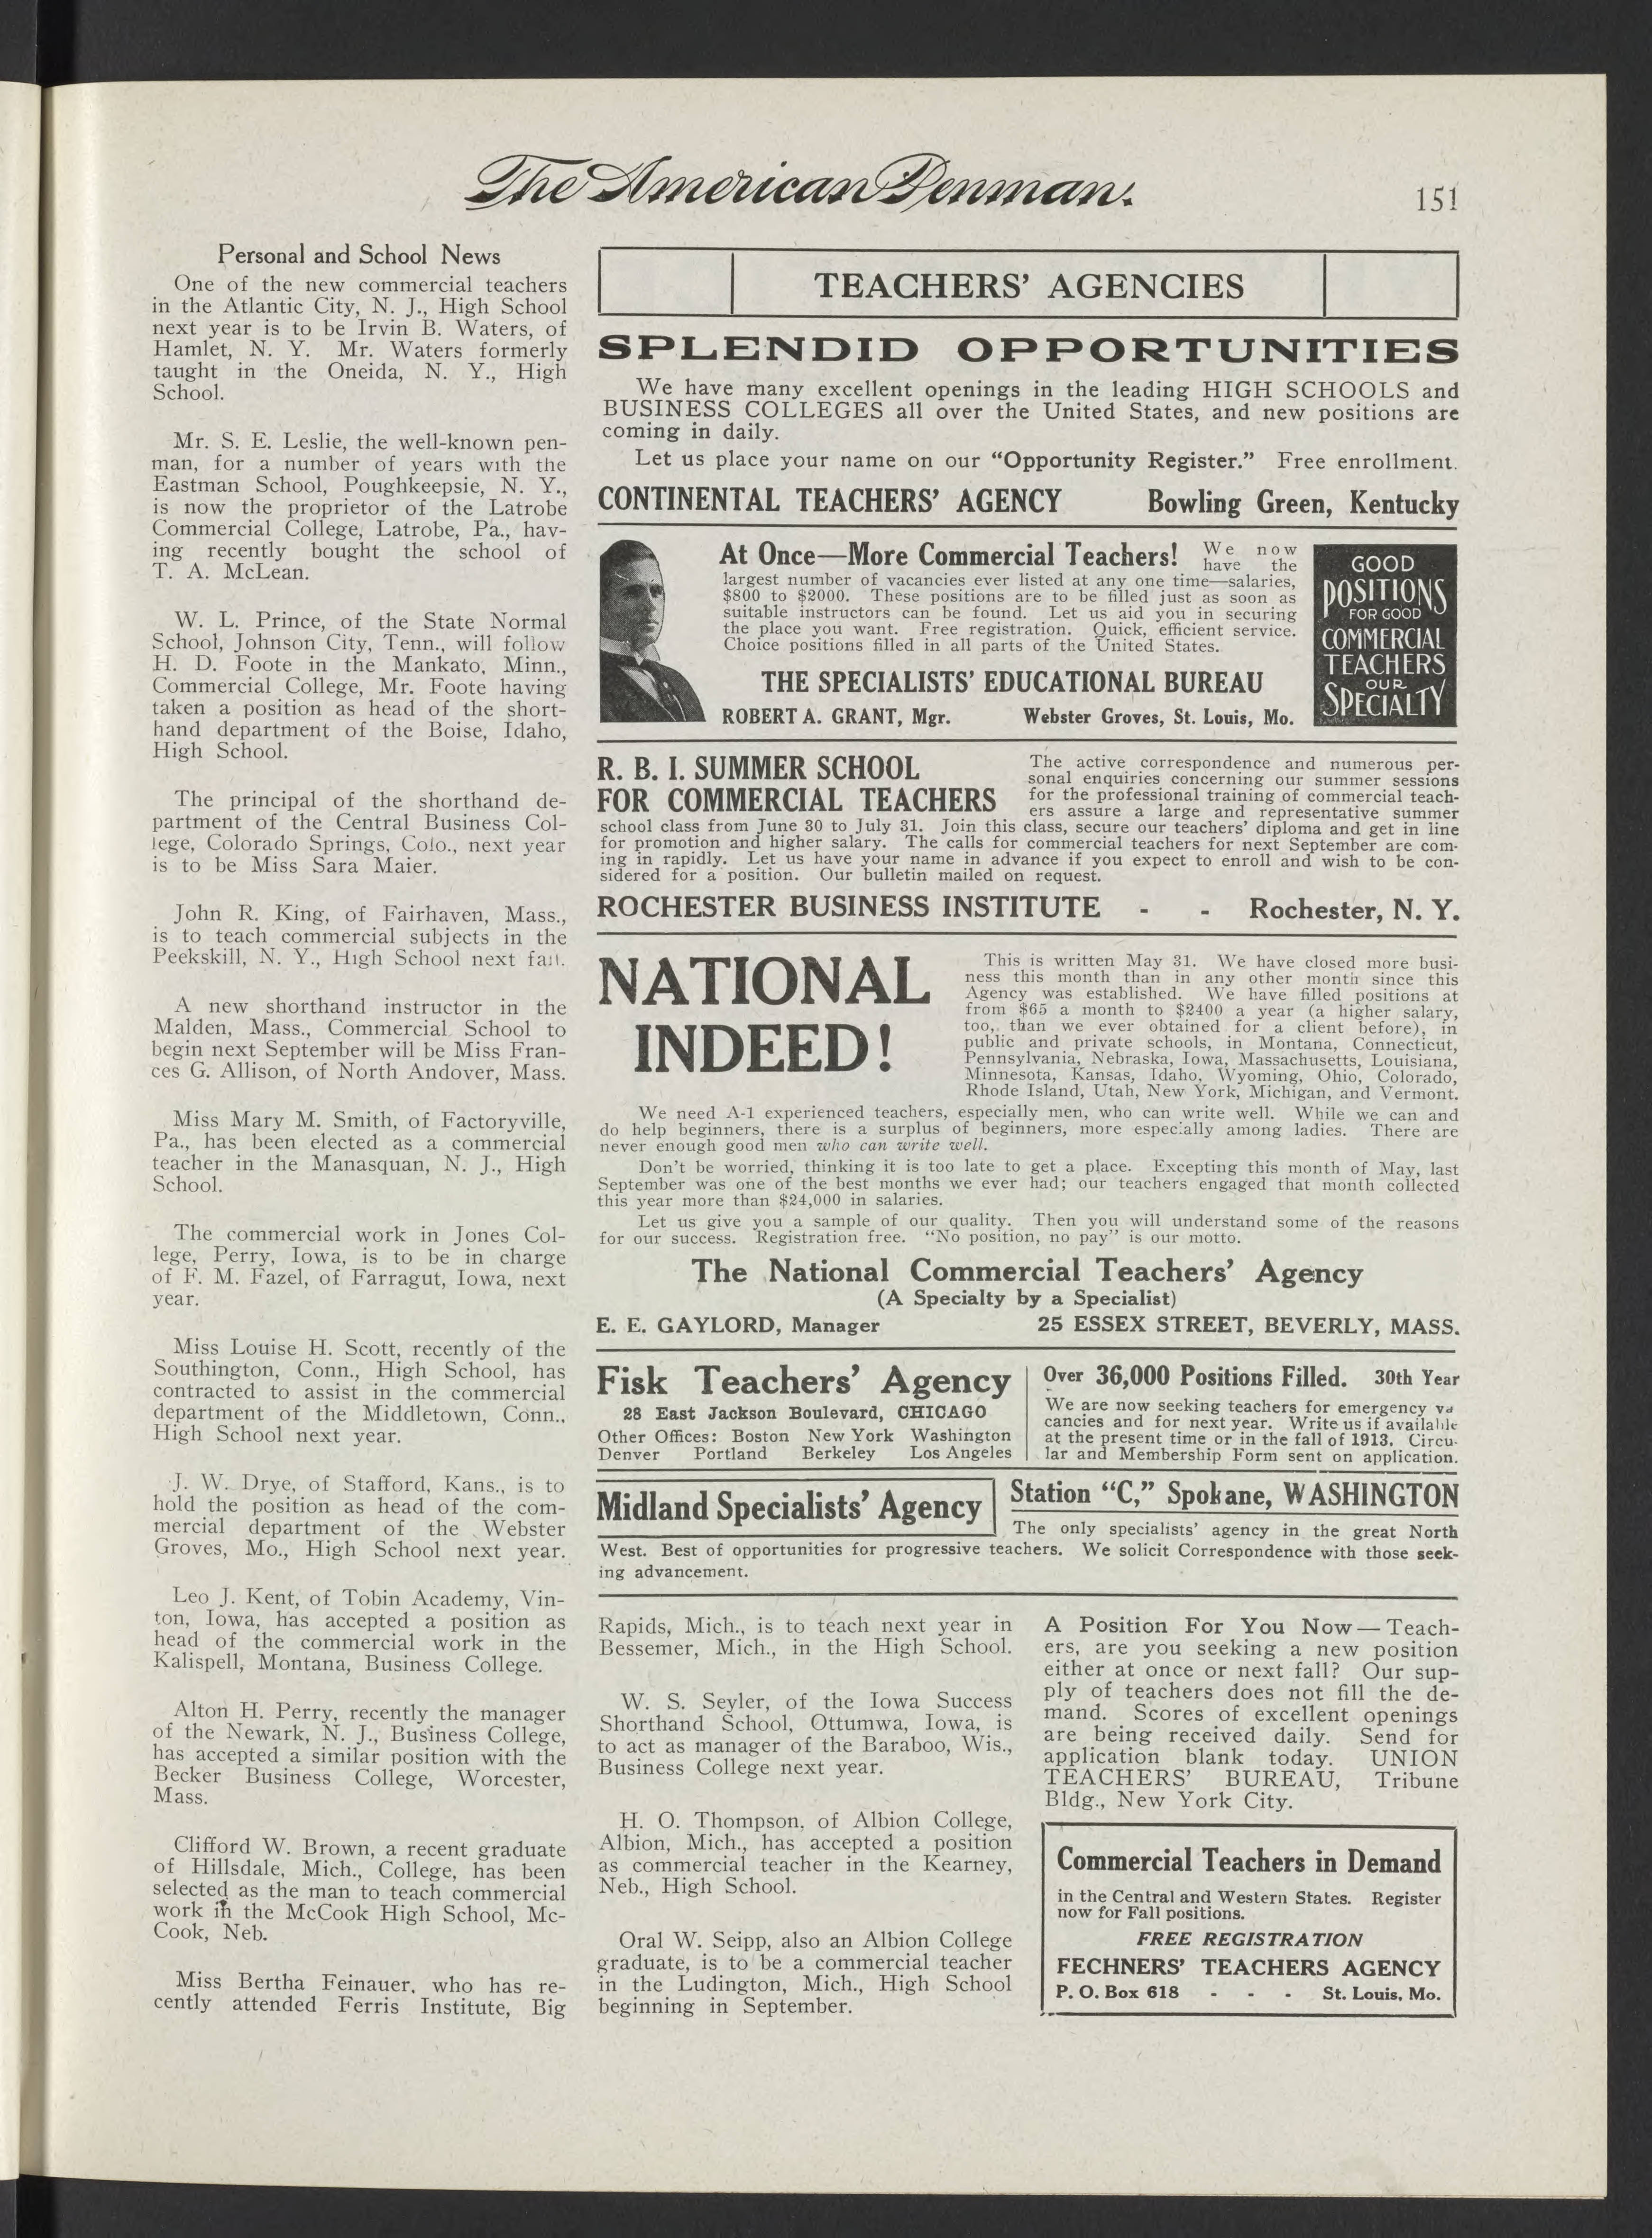 The American Penman.
151
Personal and School News
One of the new commercial teachers
in the Atlantic City, N. J., High School
next year is to be Irvin B. Waters, of
Hamlet, N. Y. Mr. Waters formerly
taught in the Oneida, N. Y., High
School.
Mr. S. E. Leslie, the well-known pen-
man, for a number of years with the
Eastman School, Poughkeepsie, N. Y.,
is now the proprietor of the Latrobe
Commercial College, Latrobe, Pa., hav-
ing recently bought the school of
T. A. McLean.
W. L. Prince, of the State Normal
School, Johnson City, Tenn., will follow
H. D. Foote in the Mankato, Minn.,
Commercial College, Mr. Foote having
taken a position as head of the short-
hand department of the Boise, Idaho,
High School.
The principal of the shorthand de-
partment of the Central Business Col-
lege, Colorado Springs, Colo., next year
is to be Miss Sara Maier.
John R. King, of Fairhaven, Mass.,
is to teach commercial subjects in the
Peekskill, N. Y., High School next fall.
A new shorthand instructor in the
Malden, Mass., Commercial School to
begin next September will be Miss Fran-
ces G. Allison, of North Andover, Mass.
Miss Mary M. Smith, of Factoryville,
Pa., has been elected as a commercial
teacher in the Manasquan, N. J., High
School.
The commercial work in Jones Col-
lege, Perry, Iowa, is to be in charge
of F. M. Fazel, of Farragut, Iowa, next
year.
Miss Louise H. Scott, recently of the
Southington, Conn., High School, has
contracted to assist in the commercial
department of the Middletown, Conn.,
High School next year.
J. W. Drye, of Stafford, Kans., is to
hold the position as head of the com-
mercial department of the Webster
Groves, Mo., High School next year.
Leo J. Kent, of Tobin Academy, Vin-
ton, Iowa, has accepted a position as
head of the commercial work in the
Kalispell, Montana, Business College.
Alton H. Perry, recently the manager
of the Newark, N. J., Business College,
has accepted a similar position with the
Becker Business College, Worcester,
Mass.
Clifford W. Brown, a recent graduate
of Hillsdale, Mich., College, has been
selected as the man to teach commercial
work in the McCook High School, Mc-
Cook, Neb.
Miss Bertha Feinauer, who has re-
cently attended Ferris Institute, Big
TEACHERS' AGENCIES
SPLENDID OPPORTUNITIES
We have many excellent openings in the leading HIGH SCHOOLS and
BUSINESS COLLEGES all over the United States, and new positions are
coming in daily.
Let us place your name on our "Opportunity Register." Free enrollment.
CONTINENTAL TEACHERS' AGENCY Bowling Green, Kentucky
At Once—More Commercial Teachers! We now
have the
largest number of vacancies ever listed at any one time—salaries,
$800 to $2000. These positions are to be filled just as soon as
suitable instructors can be found. Let us aid you in securing
the place you want. Free registration. Quick, efficient service.
Choice positions filled in all parts of the United States.
THE SPECIALISTS' EDUCATIONAL BUREAU
ROBERT A. GRANT, Mgr. Webster Groves, St. Louis, Mo.
GOOD
POSITIONS
FOR GOOD
COMMERCIAL
TEACHERS
OUR
SPECIALTY
R. B. I. SUMMER SCHOOL
FOR COMMERCIAL TEACHERS
The active correspondence and numerous per-
sonal enquiries concerning our summer sessions
for the professional training of commercial teach-
ers assure a large and representative summer
school class from June 30 to July 31. Join this class, secure our teachers' diploma and get in line
for promotion and higher salary. The calls for commercial teachers for next September are com-
ing in rapidly. Let us have your name in advance if you expect to enroll and wish to be con-
sidered for a position. Our bulletin mailed on request.
ROCHESTER BUSINESS INSTITUTE - - Rochester, N. Y.
NATIONAL
INDEED!
This is written May 31. We have closed more busi-
ness this month than in any other month since this
Agency was established. We have filled positions at
from $65 a month to $2400 a year (a higher salary,
too, than we ever obtained for a client before), in
public and private schools, in Montana, Connecticut,
Pennsylvania, Nebraska, Iowa, Massachusetts, Louisiana,
Minnesota, Kansas, Idaho, Wyoming, Ohio, Colorado,
Rhode Island, Utah, New York, Michigan, and Vermont.
We need A-1 experienced teachers, especially men, who can write well. While we can and
do help beginners, there is a surplus of beginners, more especially among ladies. There are
never enough good men who can write well.
Don't be worried, thinking it is too late to get a place. Excepting this month of May, last
September was one of the best months we ever had; our teachers engaged that month collected
this year more than $24,000 in salaries.
Let us give you a sample of our quality. Then you will understand some of the reasons
for our success. Registration free. "No position, no pay" is our motto.
The National Commercial Teachers' Agency
(A Specialty by a Specialist)
E. E. GAYLORD, Manager 25 ESSEX STREET, BEVERLY, MASS.
Fisk Teachers' Agency
28 East Jackson Boulevard, CHICAGO
Other Offices: Boston New York Washington
Denver Portland Berkeley Los Angeles
Over 36,000 Positions Filled. 30th Year
We are now seeking teachers for emergency va
cancies and for next year. Write us if available
at the present time or in the fall of 1913. Circu-
lar and Membership Form sent on application.
Midland Specialists' Agency
Station "C," Spokane, WASHINGTON
The only specialists' agency in the great North
West. Best of opportunities for progressive teachers. We solicit Correspondence with those seek-
ing advancement.
Rapids, Mich., is to teach next year in
Bessemer, Mich., in the High School.
W. S. Seyler, of the Iowa Success
Shorthand School, Ottumwa, Iowa, is
to act as manager of the Baraboo, Wis.,
Business College next year.
H. O. Thompson, of Albion College,
Albion, Mich., has accepted a position
as commercial teacher in the Kearney,
Neb., High School.
Oral W. Seipp, also an Albion College
graduate, is to be a commercial teacher
in the Ludington, Mich., High School
beginning in September.
A Position For You Now—Teach-
ers, are you seeking a new position
either at once or next fall? Our sup-
ply of teachers does not fill the de-
mand. Scores of excellent openings
are being received daily. Send for
application blank today. UNION
TEACHERS' BUREAU, Tribune
Bldg., New York City.
Commercial Teachers in Demand
in the Central and Western States. Register
now for Fall positions.
FREE REGISTRATION
FECHNERS' TEACHERS AGENCY
P. O. Box 618 - - - St. Louis, Mo.